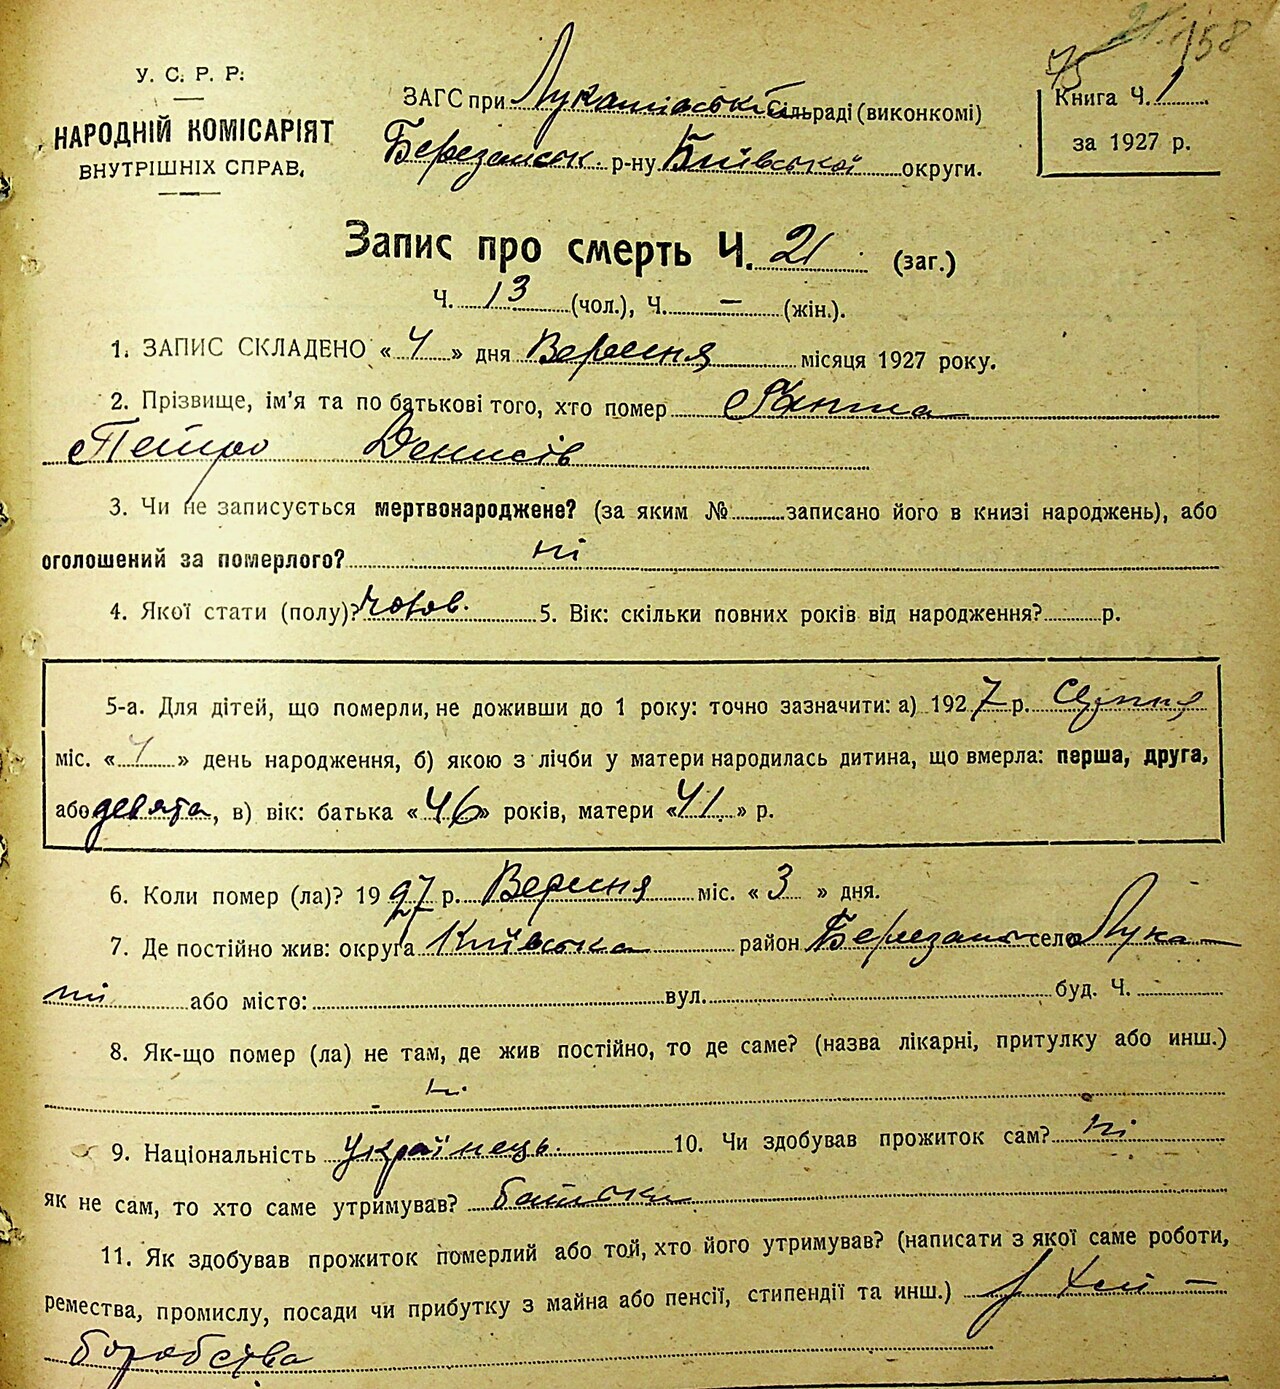 158
У. С. Р. Р.
НАРОДНІЙ КОМІСАРІЯТ
ВНУТРІШНІХ СПРАВ.
ЗАГС при Лукашівські Сільраді (виконкомі)
Березанськ. р-ну Київської округи.
Книга Ч. 1
за 1927 р.
Запис про смерть Ч. 21 (заг.)
Ч. 13 (чол.), Ч. — (жін.).
1. ЗАПИС СКЛАДЕНО « 4 » дня Вересня місяця 1927 року.
2. Прізвище, ім'я та по батькові того, хто помер
Петро Денисів
3. Чи не записується мертвонароджене? (за яким № записано його в книзі народжень), або
оголошений за померлого? ні
4. Якої стати (полу)? чолов. 5. Вік: скільки повних років від народження? р.
5-а. Для дітей, що померли, не доживши до 1 року: точно зазначити: а) 1927 р. Серпня
міс. « » день народження, б) якою з лічби у матери народилась дитина, що вмерла: перша, друга,
або девята, в) вік: батька «46» років, матери «41» р.
6. Коли помер (ла)? 1927 р. Вересня міс. « 3 » дня.
7. Де постійно жив: округа Київська район Березанськ село Лука-
ші або місто: вул. буд. Ч.
8. Як-що помер (ла) не там, де жив постійно, то де саме? (назва лікарні, притулку або инш.)
9. Національність Українець. 10. Чи здобував прожиток сам? ні
як не сам, то хто саме утримував? батьки
11. Як здобував прожиток померлий або той, хто його утримував? (написати з якої саме роботи,
ремества, промислу, посади чи прибутку з майна або пенсії, стипендії та инш.) з хлі-
боробства